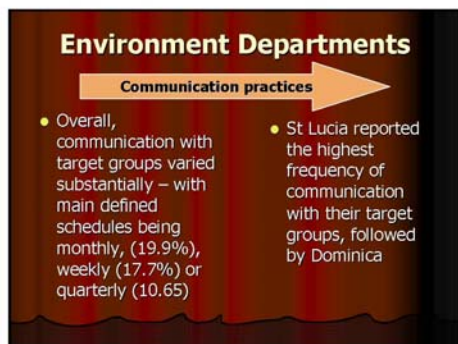 Environment Departments
Communication practices
Overall,
communication with
target groups varied
substantially – with
main defined
schedules being
monthly, (19.9%),
weekly (17.7%) or
quarterly (10.65)
St Lucia reported
the highest
frequency of
communication
with their target
groups, followed
by Dominica